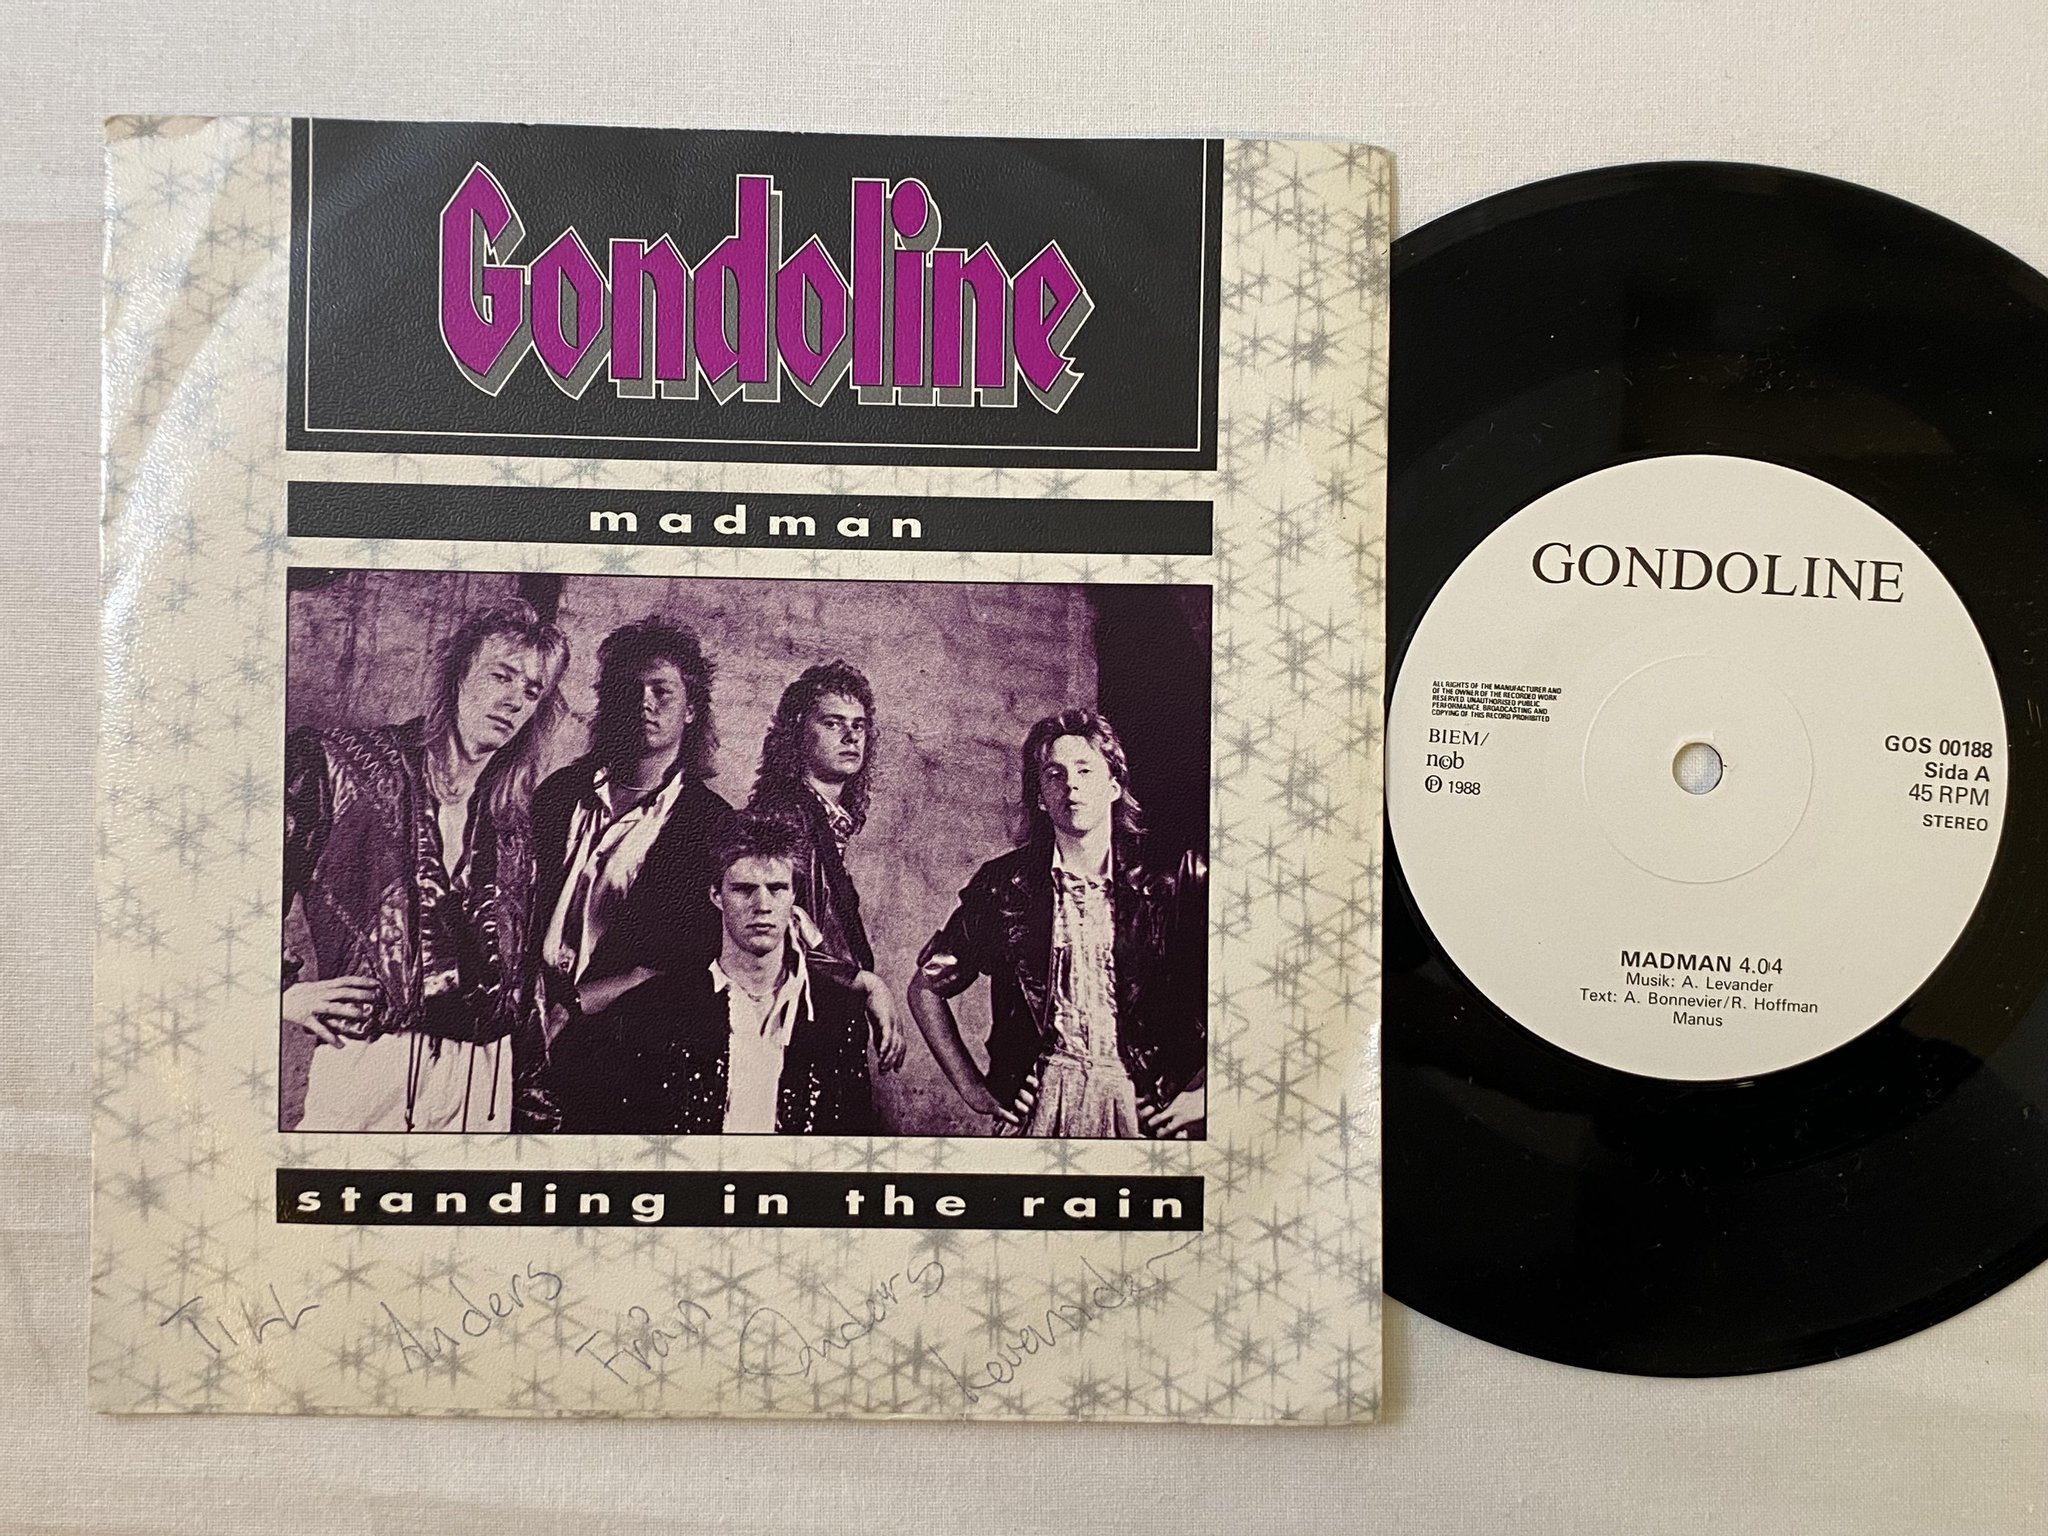 Gondoline
madman
standing in the rain
TILL Anders Från Anders Levander
GONDOLINE
ALL RIGHTS OF THE MANUFACTURER AND
OF THE OWNER OF THE RECORDED WORK
RESERVED. UNAUTHORISED PUBLIC
PERFORMANCE, BROADCASTING AND
COPYING OF THIS RECORD PROHIBITED
BIEM/
n©b
℗ 1988
GOS 00188
Sida A
45 RPM
STEREO
MADMAN 4.04
Musik: A. Levander
Text: A. Bonnevier/R. Hoffman
Manus